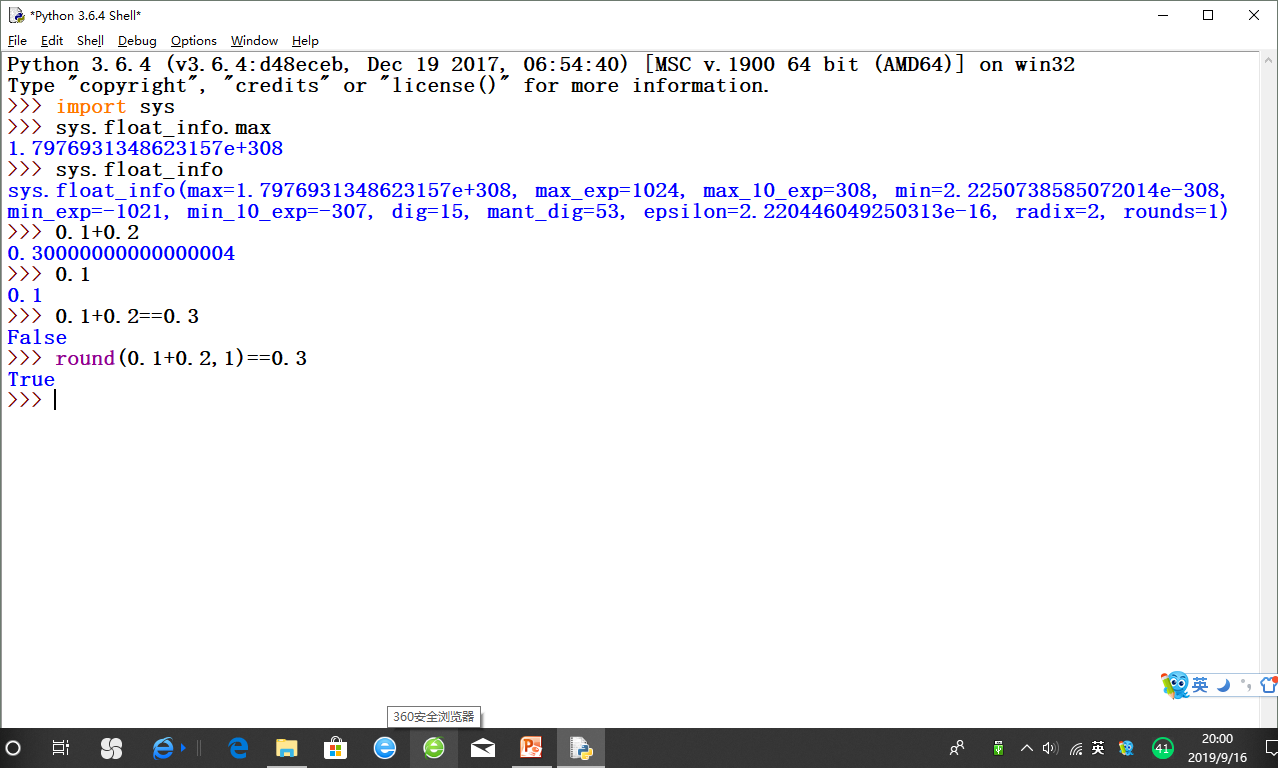 *Python 3.6.4 Shell*
File Edit Shell Debug Options Window Help
Python 3.6.4 (v3.6.4:d48eceb, Dec 19 2017, 06:54:40) [MSC v.1900 64 bit (AMD64)] on win32
Type "copyright", "credits" or "license()" for more information.
>>> import sys
>>> sys.float_info.max
1.7976931348623157e+308
>>> sys.float_info
sys.float_info(max=1.7976931348623157e+308, max_exp=1024, max_10_exp=308, min=2.2250738585072014e-308,
min_exp=-1021, min_10_exp=-307, dig=15, mant_dig=53, epsilon=2.220446049250313e-16, radix=2, rounds=1)
>>> 0.1+0.2
0.30000000000000004
>>> 0.1
0.1
>>> 0.1+0.2==0.3
False
>>> round(0.1+0.2,1)==0.3
True
>>>
英
360安全浏览器
英 41 20:00
2019/9/16